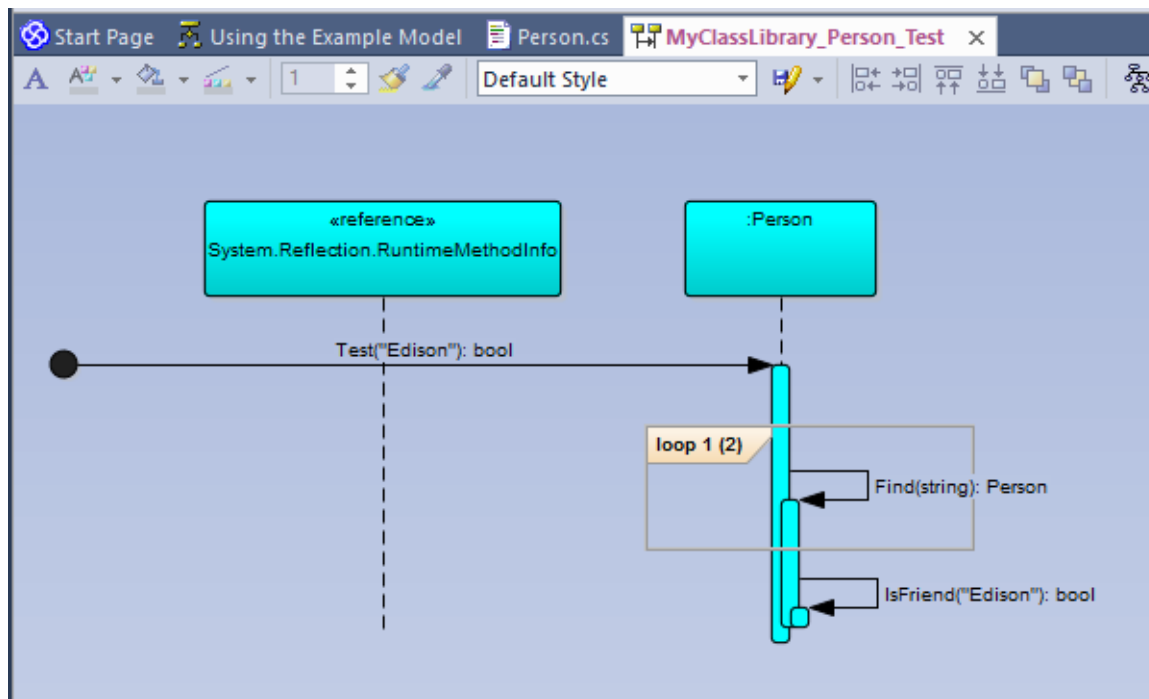 Start Page Using the Example Model Person.cs MyClassLibrary_Person_Test
A 1 Default Style
«reference»
System.Reflection.RuntimeMethodInfo
:Person
Test("Edison"): bool
loop 1 (2)
Find(string): Person
IsFriend("Edison"): bool